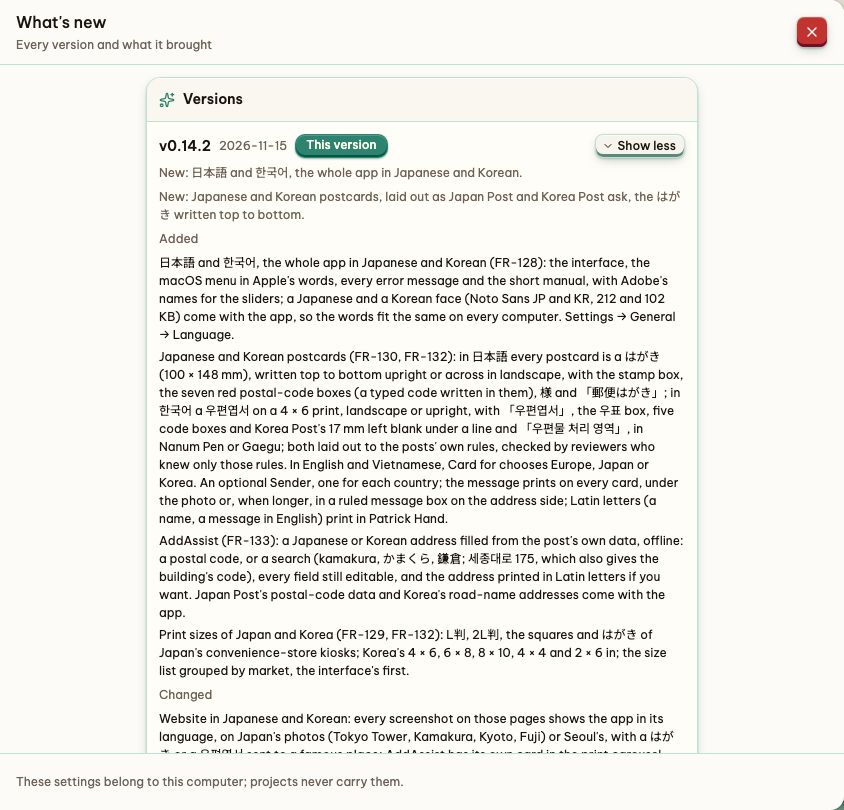 What's new
Every version and what it brought
Versions
v0.14.2 2026-11-15 This version Show less
New: 日本語 and 한국어, the whole app in Japanese and Korean.
New: Japanese and Korean postcards, laid out as Japan Post and Korea Post ask, the はが
き written top to bottom.
Added
日本語 and 한국어, the whole app in Japanese and Korean (FR-128): the interface, the
macOS menu in Apple's words, every error message and the short manual, with Adobe's
names for the sliders; a Japanese and a Korean face (Noto Sans JP and KR, 212 and 102
KB) come with the app, so the words fit the same on every computer. Settings → General
→ Language.
Japanese and Korean postcards (FR-130, FR-132): in 日本語 every postcard is a はがき
(100 × 148 mm), written top to bottom upright or across in landscape, with the stamp box,
the seven red postal-code boxes (a typed code written in them), 様 and 「郵便はがき」; in
한국어 a 우편엽서 on a 4 × 6 print, landscape or upright, with 「우편엽서」, the 우표 box, five
code boxes and Korea Post's 17 mm left blank under a line and 「우편물 처리 영역」, in
Nanum Pen or Gaegu; both laid out to the posts' own rules, checked by reviewers who
knew only those rules. In English and Vietnamese, Card for chooses Europe, Japan or
Korea. An optional Sender, one for each country; the message prints on every card, under
the photo or, when longer, in a ruled message box on the address side; Latin letters (a
name, a message in English) print in Patrick Hand.
AddAssist (FR-133): a Japanese or Korean address filled from the post's own data, offline:
a postal code, or a search (kamakura, かまくら, 鎌倉; 세종대로 175, which also gives the
building's code), every field still editable, and the address printed in Latin letters if you
want. Japan Post's postal-code data and Korea's road-name addresses come with the
app.
Print sizes of Japan and Korea (FR-129, FR-132): L判, 2L判, the squares and はがき of
Japan's convenience-store kiosks; Korea's 4 × 6, 6 × 8, 8 × 10, 4 × 4 and 2 × 6 in; the size
list grouped by market, the interface's first.
Changed
Website in Japanese and Korean: every screenshot on those pages shows the app in its
language, on Japan's photos (Tokyo Tower, Kamakura, Kyoto, Fuji) or Seoul's, with a はが
き or a 우편엽서 sent to a famous place; AddAssist has its own card in the print carousel
These settings belong to this computer; projects never carry them.